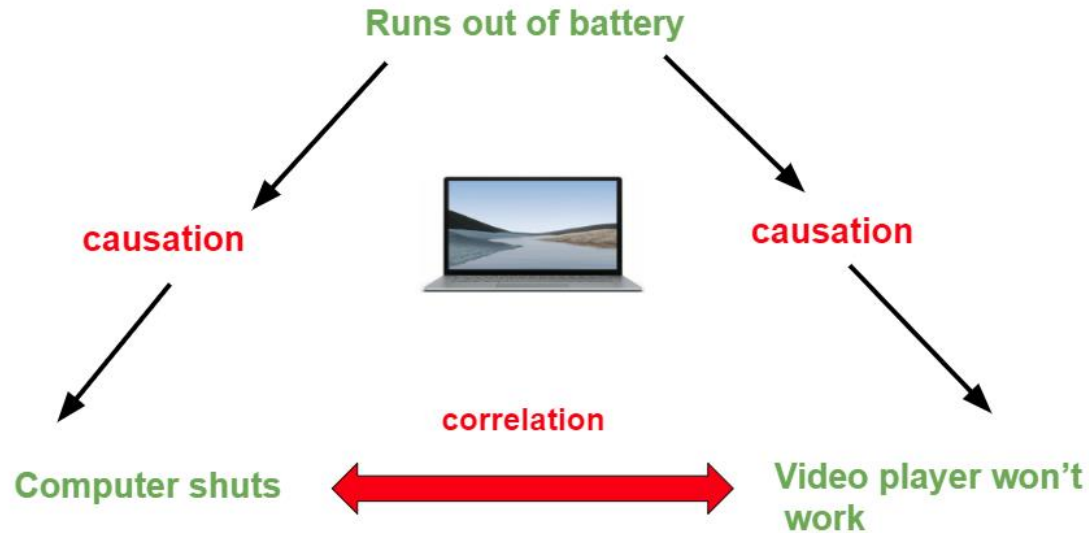 Runs out of battery
causation
causation
correlation
Computer shuts
Video player won’t
work